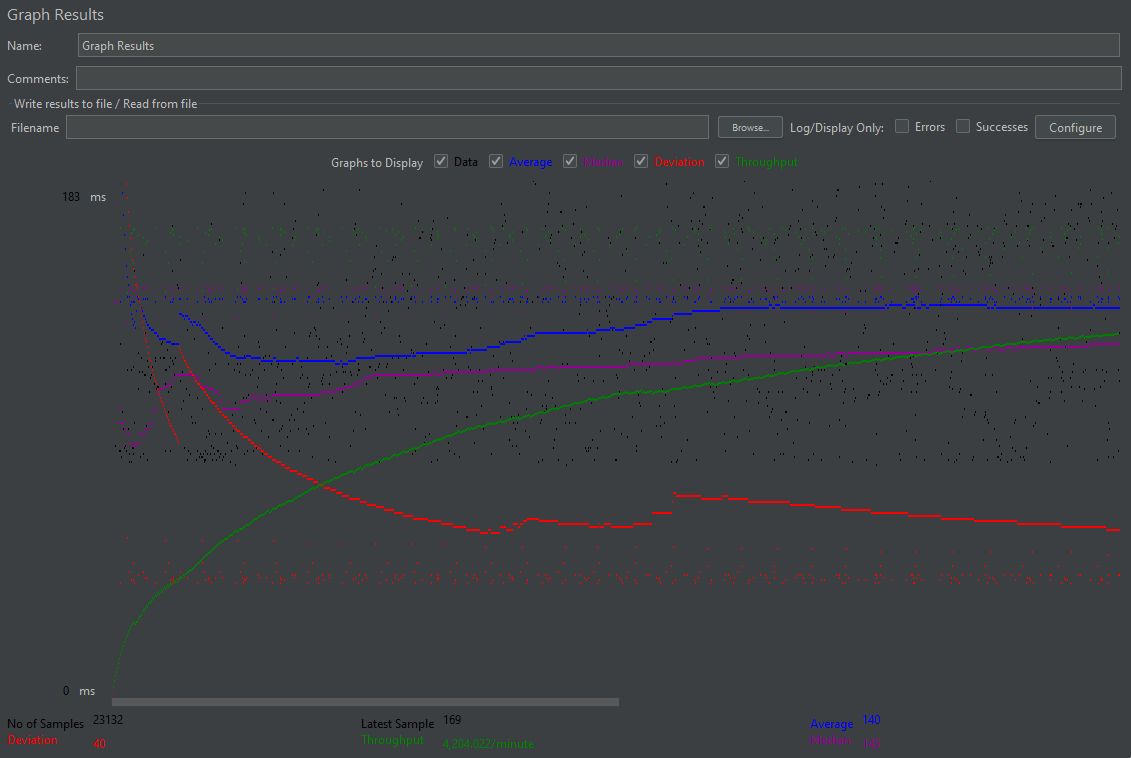 Graph Results
Name: Graph Results
Comments:
Write results to file / Read from file
Filename Browse... Log/Display Only: Errors Successes Configure
Graphs to Display Data Average Median Deviation Throughput
183 ms
0 ms
No of Samples 23132 Latest Sample 169 Average 140
Deviation 40 Throughput 4,204.022/minute Median